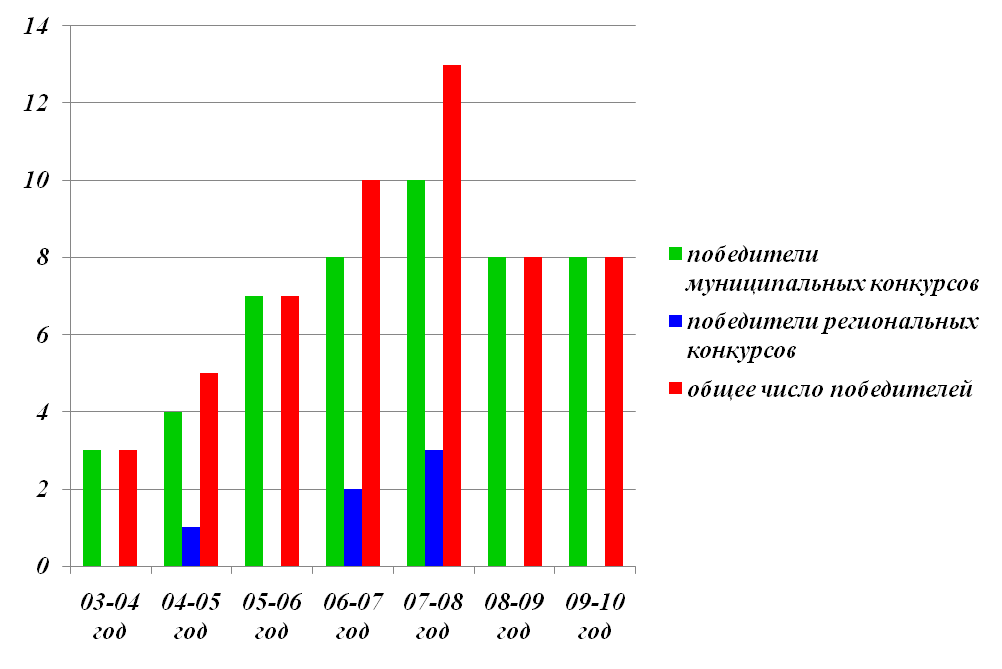 14
12
10
8
6
4
2
0
03-04 год
04-05 год
05-06 год
06-07 год
07-08 год
08-09 год
09-10 год
победители
муниципальных конкурсов
победители региональных
конкурсов
общее число победителей